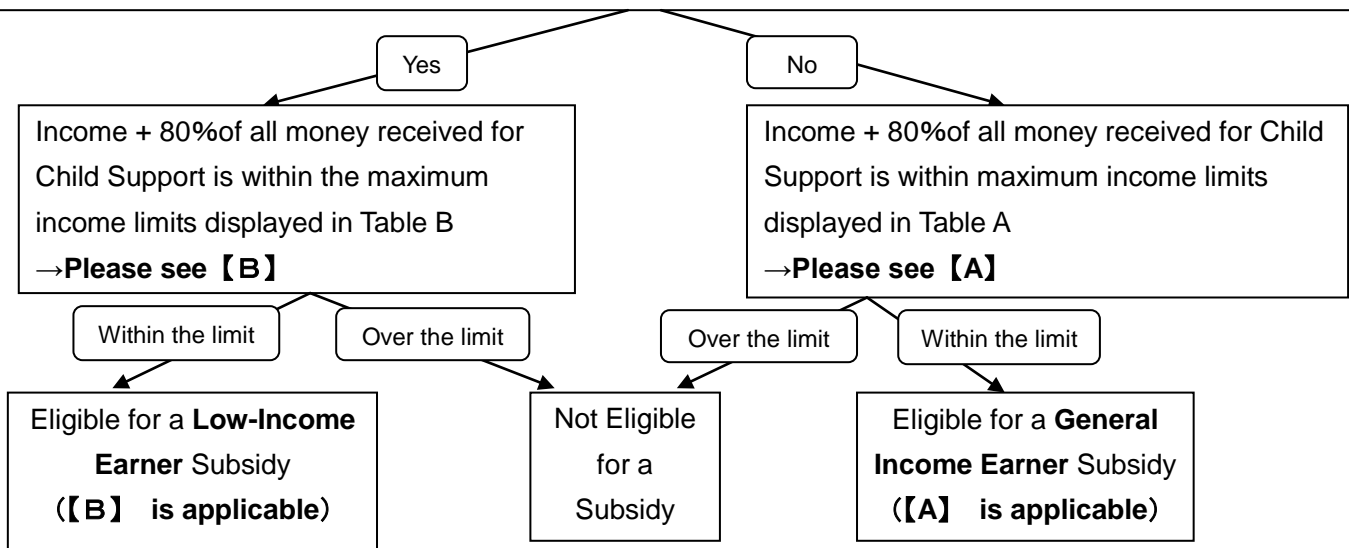 Yes
No
Income + 80%of all money received for
Child Support is within the maximum
income limits displayed in Table B
→Please see【B】
Income + 80%of all money received for Child
Support is within maximum income limits
displayed in Table A
→Please see【A】
Within the limit
Over the limit
Over the limit
Within the limit
Eligible for a Low-Income
Earner Subsidy
(【B】 is applicable)
Not Eligible
for a
Subsidy
Eligible for a General
Income Earner Subsidy
(【A】 is applicable)